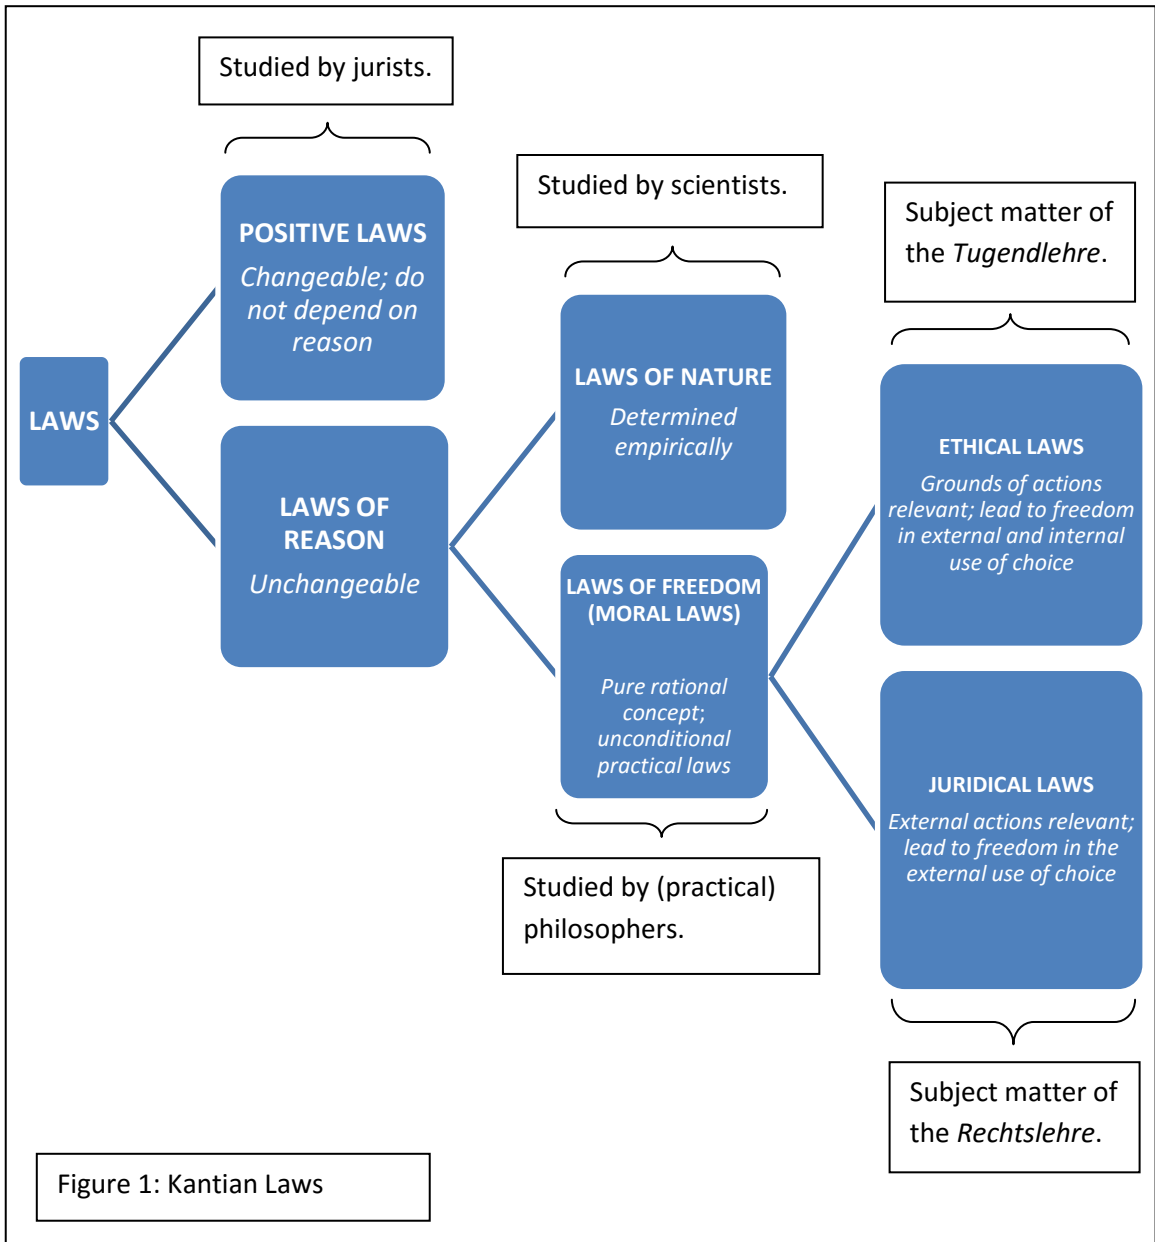 Studied by jurists.
POSITIVE LAWS
Changeable; do
not depend on
reason
LAWS
LAWS OF
REASON
Unchangeable
Studied by scientists.
LAWS OF NATURE
Determined
empirically
LAWS OF FREEDOM
(MORAL LAWS)
Pure rational
concept;
unconditional
practical laws
Studied by (practical)
philosophers.
Subject matter of
the Tugendlehre.
ETHICAL LAWS
Grounds of actions
relevant; lead to freedom
in external and internal
use of choice
JURIDICAL LAWS
External actions relevant;
lead to freedom in the
external use of choice
Subject matter of
the Rechtslehre.
Figure 1: Kantian Laws